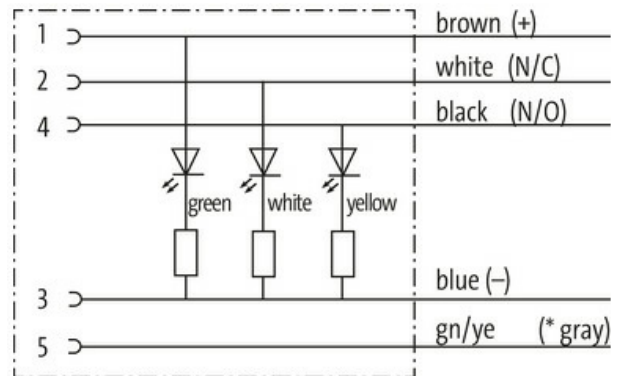 1 brown (+)
2 white (N/C)
4 black (N/O)
green white yellow
3 blue (–)
5 gn/ye (* gray)